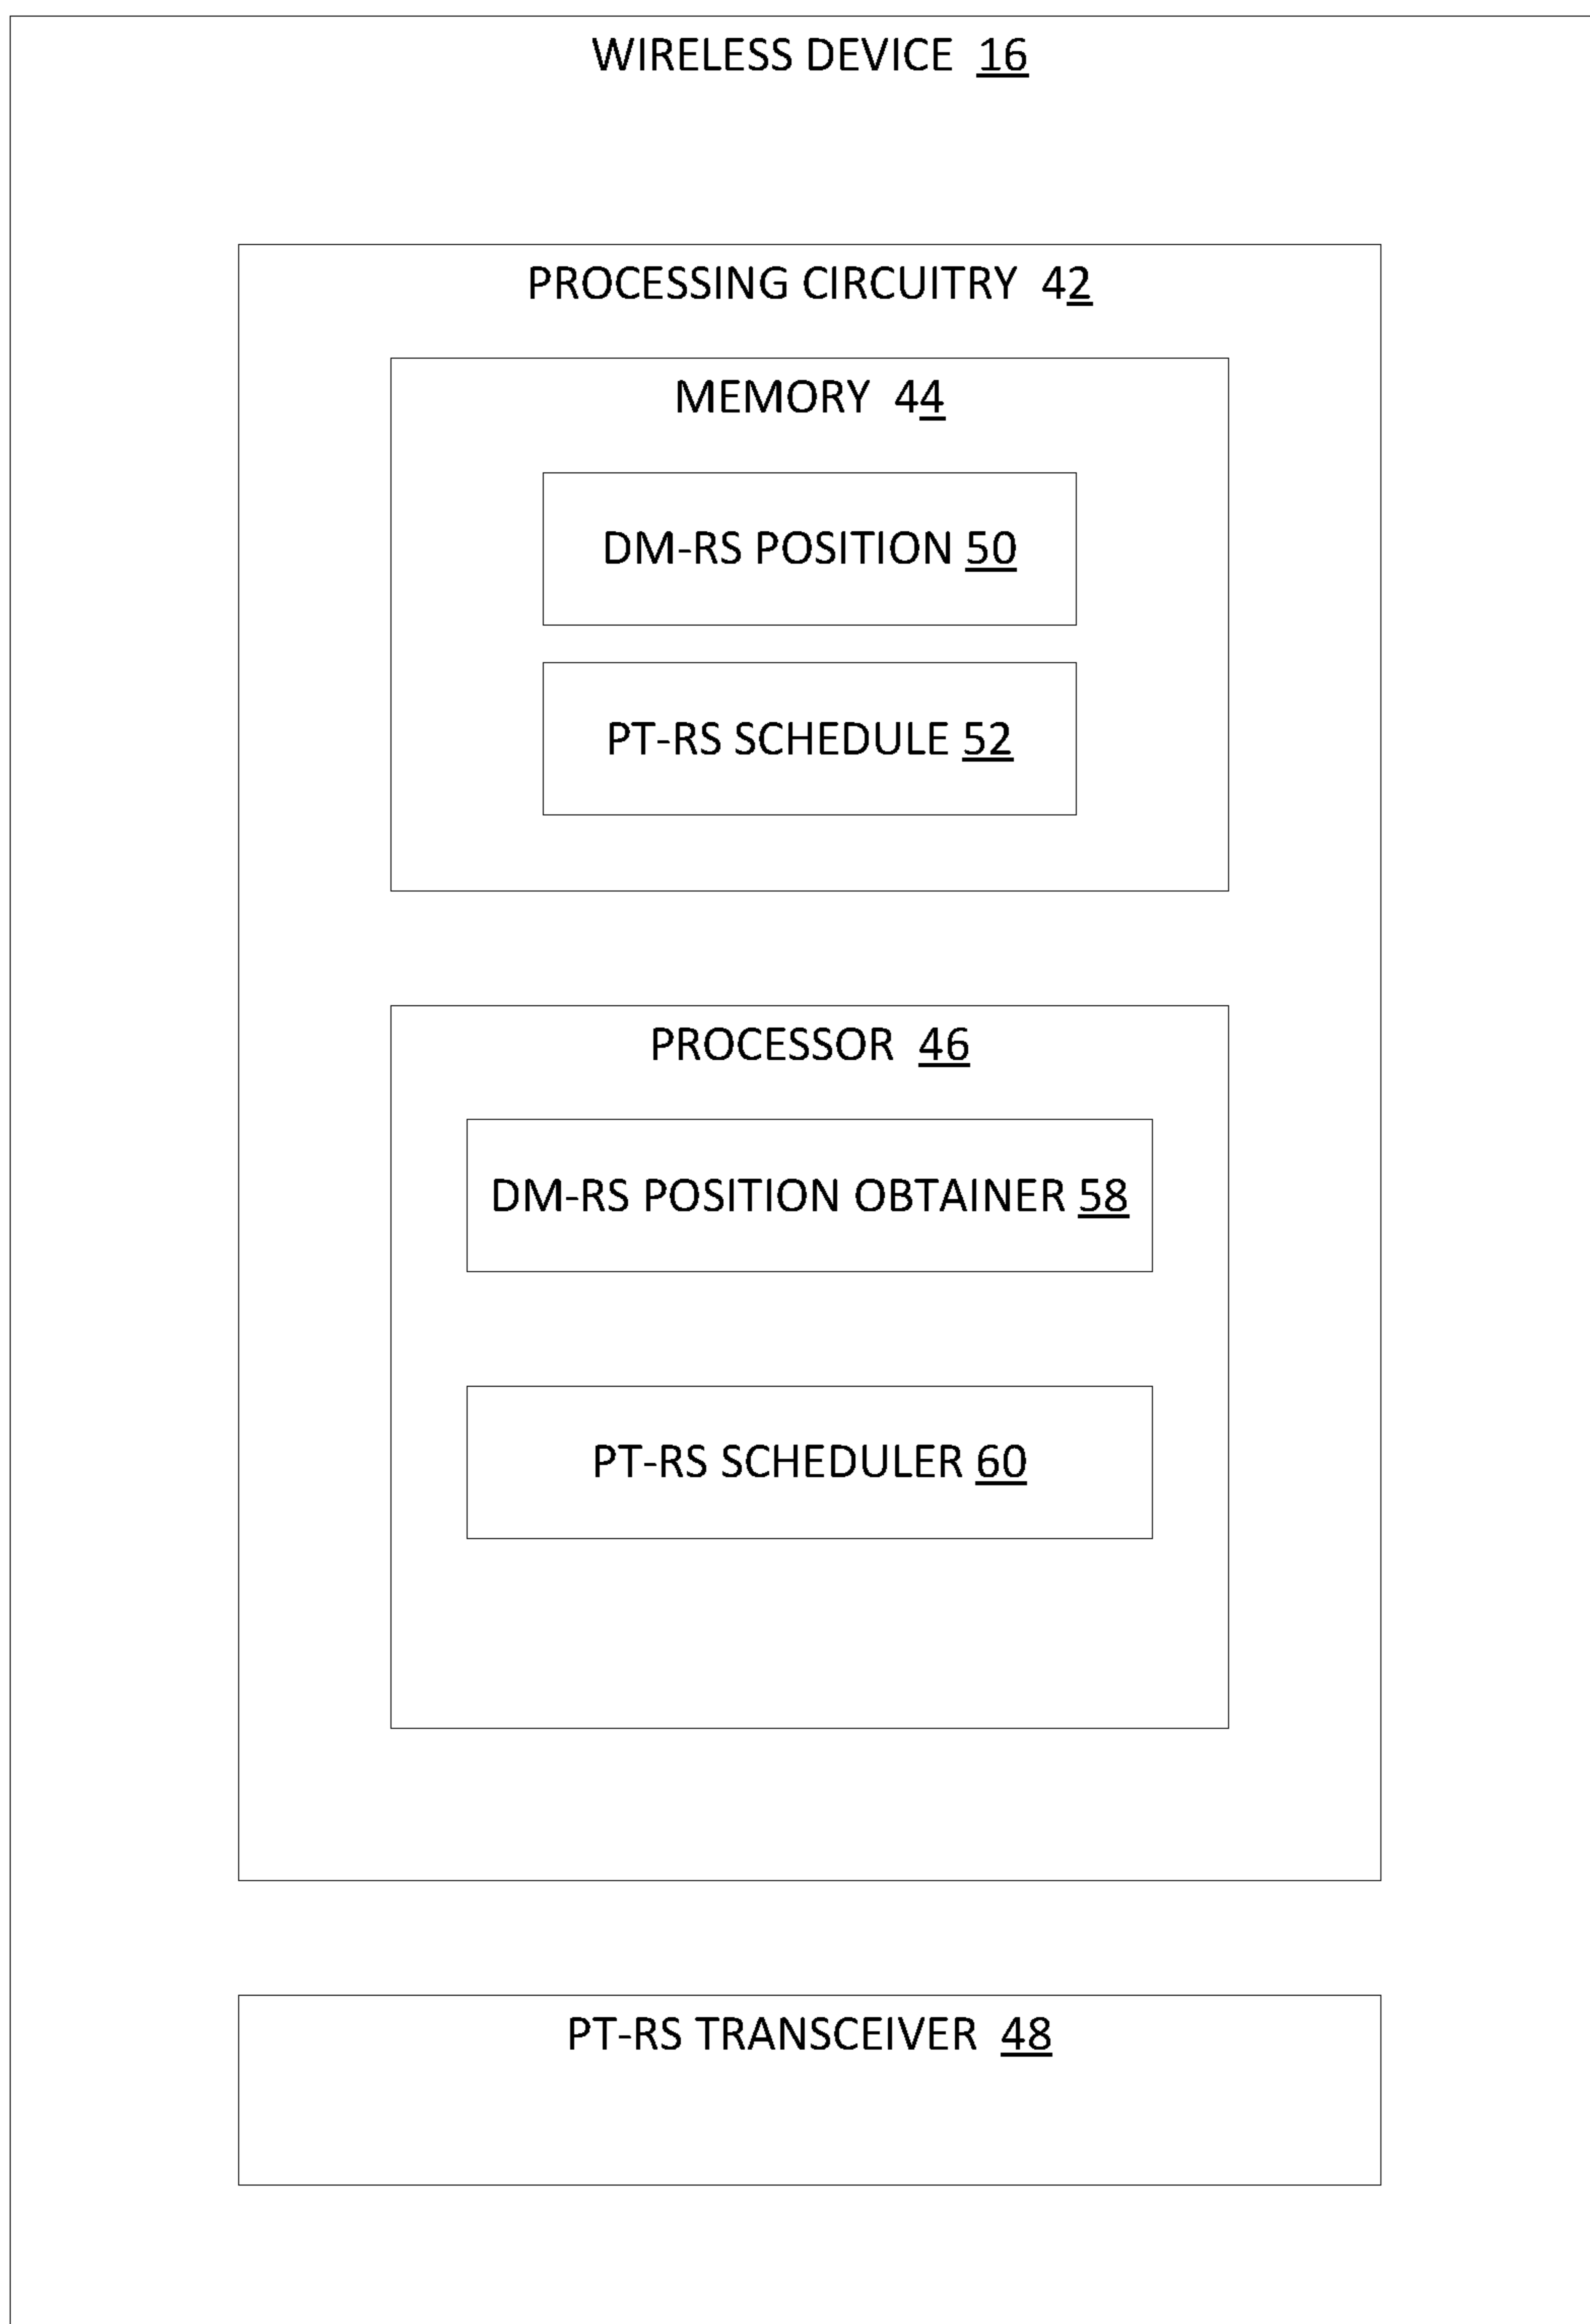 WIRELESS DEVICE 16
PROCESSING CIRCUITRY 42
MEMORY 44
DM-RS POSITION 50
PT-RS SCHEDULE 52
PROCESSOR 46
DM-RS POSITION OBTAINER 58
PT-RS SCHEDULER 60
PT-RS TRANSCEIVER 48